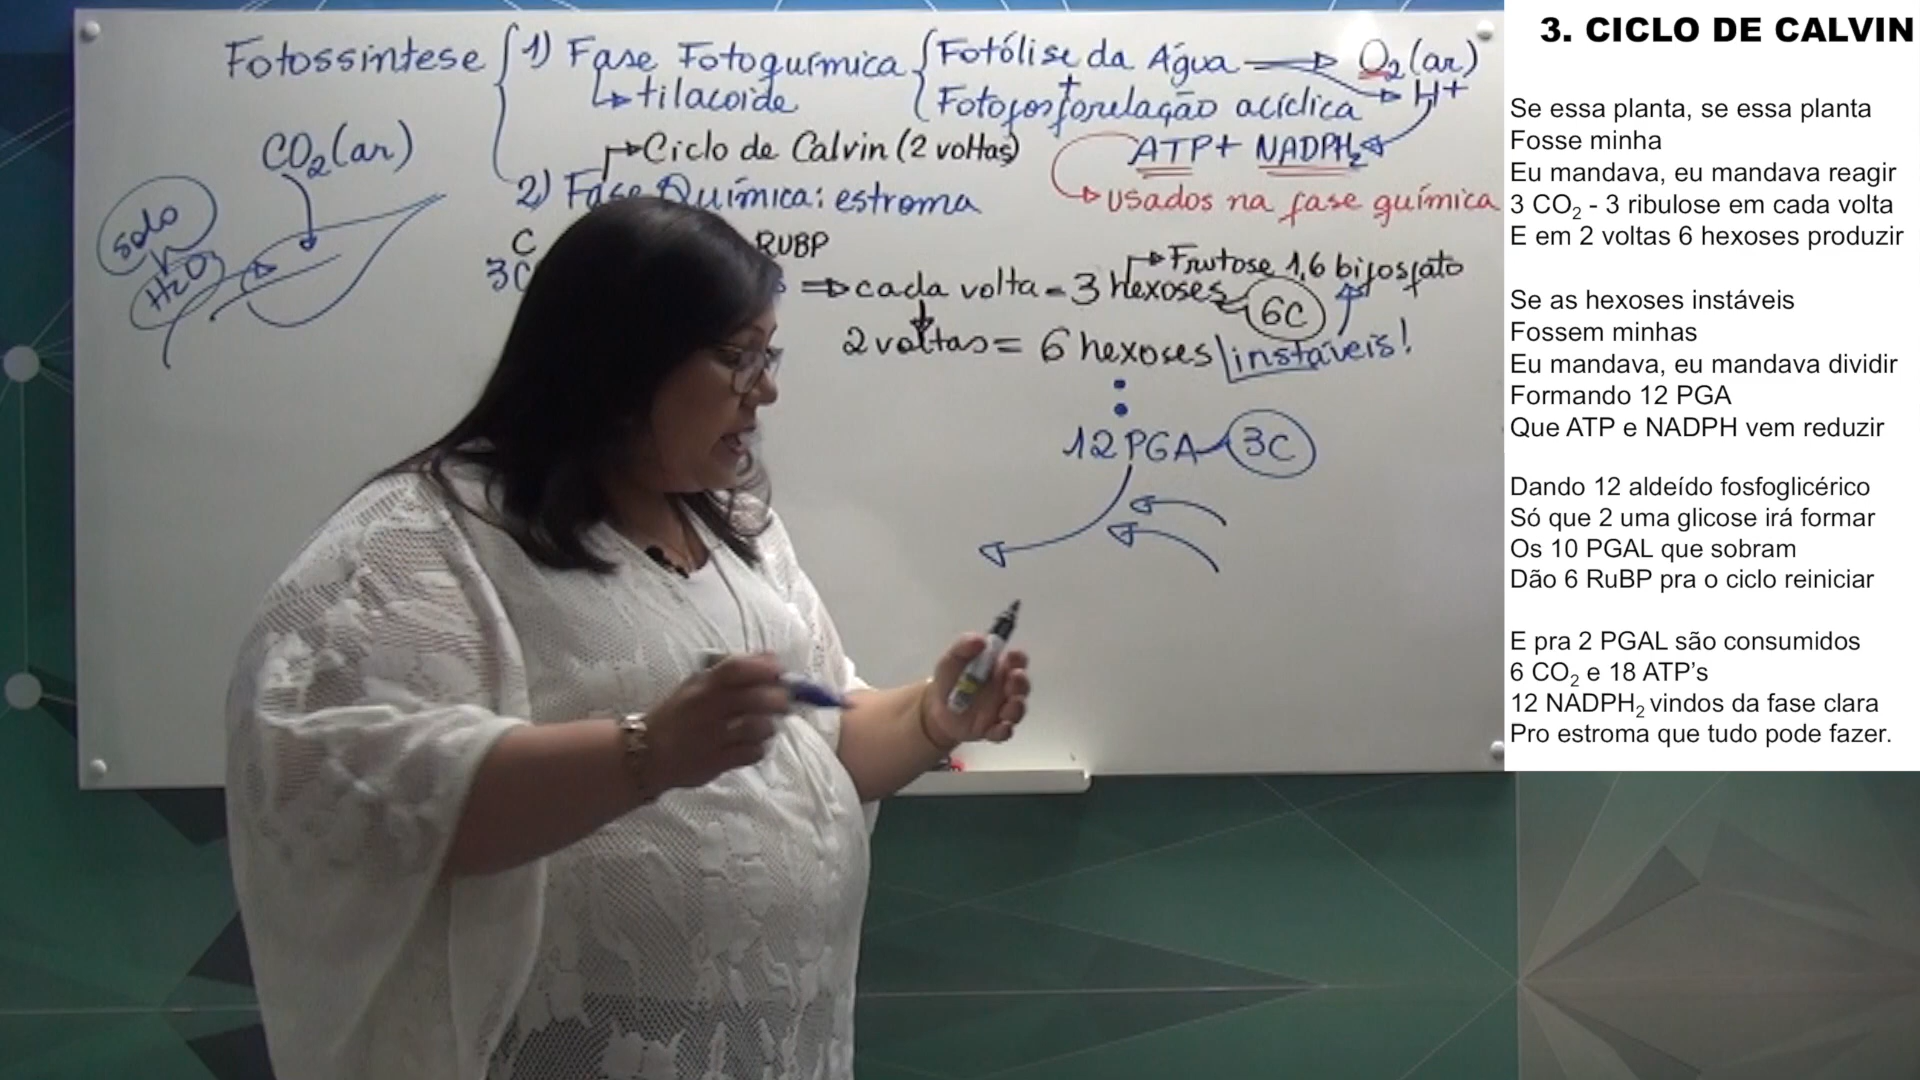 Fotossíntese
1) Fase Fotoquímica
tilacoide
Fotólise da Água
O2 (ar)
+
H+
Fotofosforelação acíclica
ATP + NADPH2
usados na fase química
Ciclo de Calvin (2 voltas)
2) Fase Química: estroma
CO2 (ar)
solo
H2O
C
3C
RUBP
cada volta = 3 hexoses
Frutose 1,6 bifosfato
6C
2 voltas = 6 hexoses instáveis!
12 PGA
3C
3. CICLO DE CALVIN
Se essa planta, se essa planta
Fosse minha
Eu mandava, eu mandava reagir
3 CO2 - 3 ribulose em cada volta
E em 2 voltas 6 hexoses produzir
Se as hexoses instáveis
Fossem minhas
Eu mandava, eu mandava dividir
Formando 12 PGA
Que ATP e NADPH vem reduzir
Dando 12 aldeído fosfoglicérico
Só que 2 uma glicose irá formar
Os 10 PGAL que sobram
Dão 6 RuBP pra o ciclo reiniciar
E pra 2 PGAL são consumidos
6 CO2 e 18 ATP’s
12 NADPH2 vindos da fase clara
Pro estroma que tudo pode fazer.